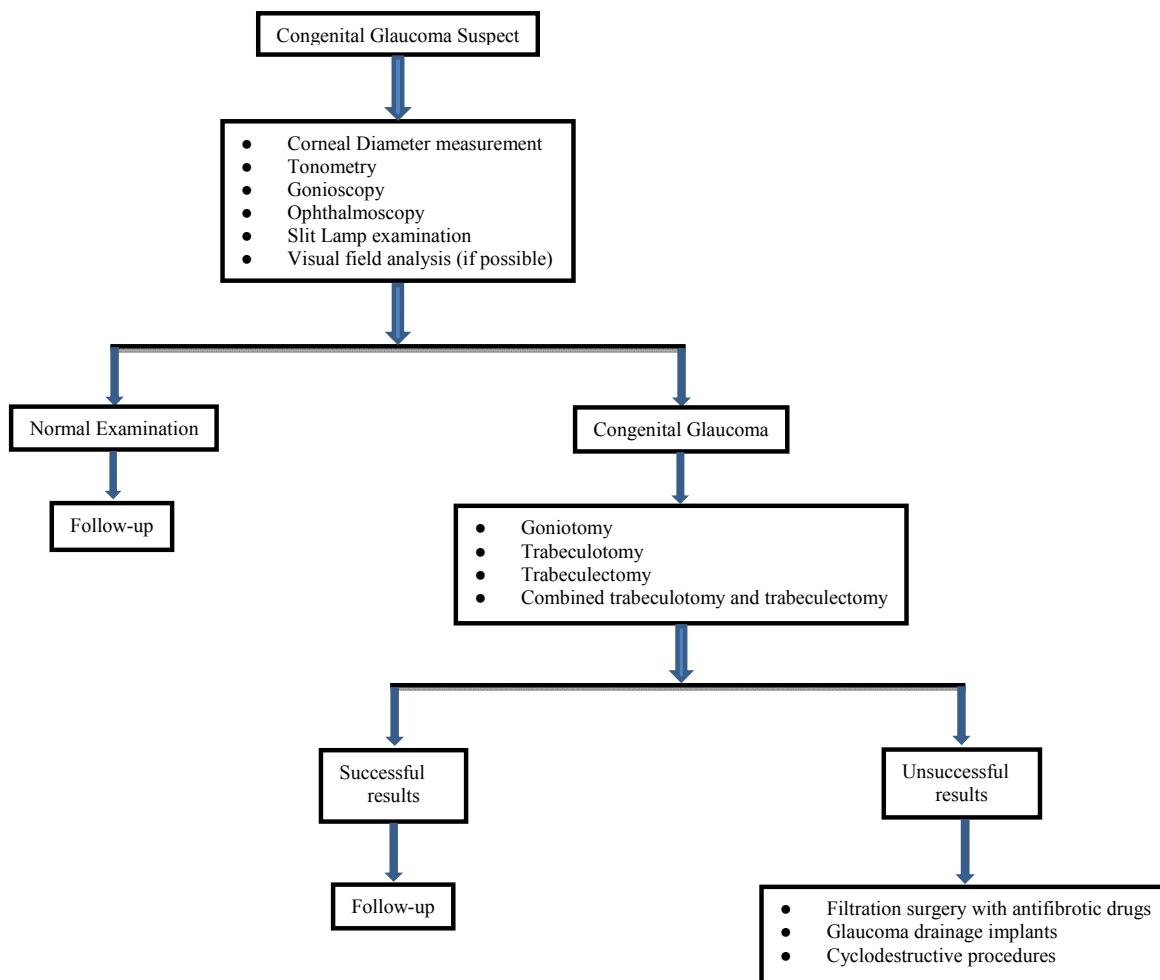 Congenital Glaucoma Suspect
● Corneal Diameter measurement
● Tonometry
● Gonioscopy
● Ophthalmoscopy
● Slit Lamp examination
● Visual field analysis (if possible)
Normal Examination
Congenital Glaucoma
Follow-up
● Goniotomy
● Trabeculotomy
● Trabeculectomy
● Combined trabeculotomy and trabeculectomy
Successful
results
Unsuccessful
results
Follow-up
● Filtration surgery with antifibrotic drugs
● Glaucoma drainage implants
● Cyclodestructive procedures